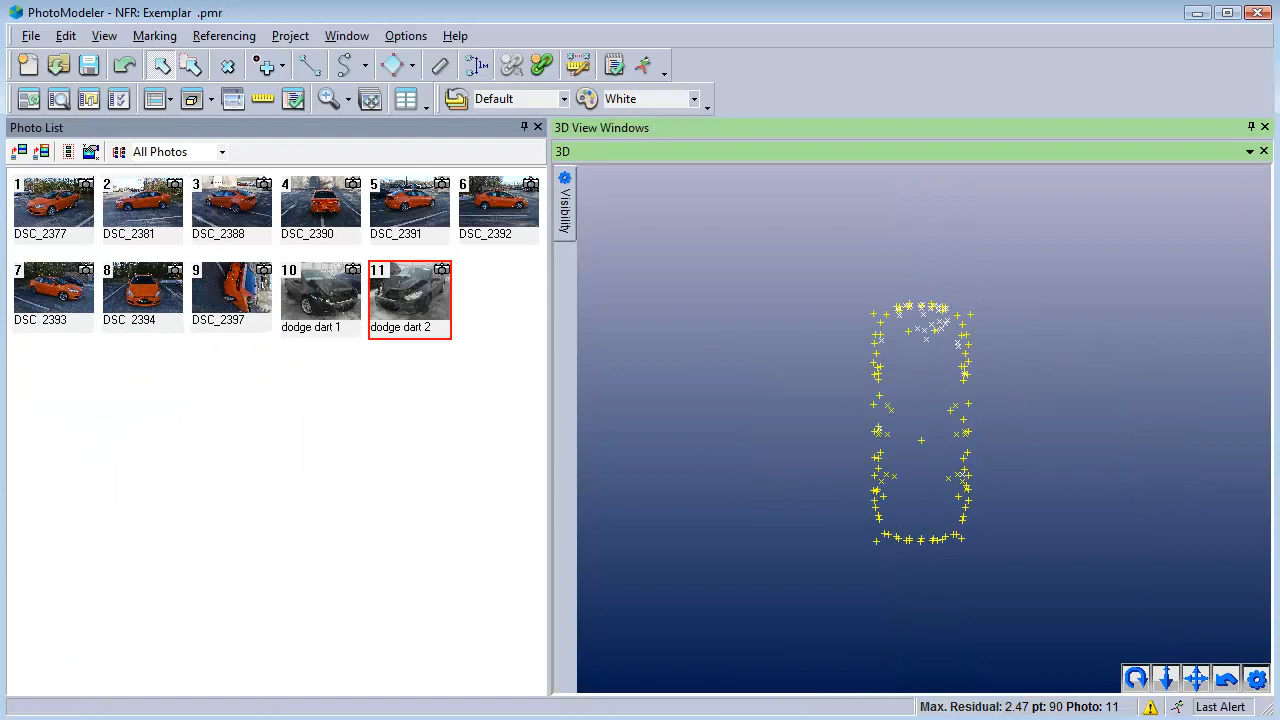 PhotoModeler - NFR: Exemplar .pmr
File Edit View Marking Referencing Project Window Options Help
Default White
Photo List
3D View Windows
All Photos
3D
Visibility
1 2 3 4 5 6
DSC_2377 DSC_2381 DSC_2388 DSC_2390 DSC_2391 DSC_2392
7 8 9 10 11
DSC_2393 DSC_2394 DSC_2397 dodge dart 1 dodge dart 2
Max. Residual: 2.47 pt: 90 Photo: 11 Last Alert